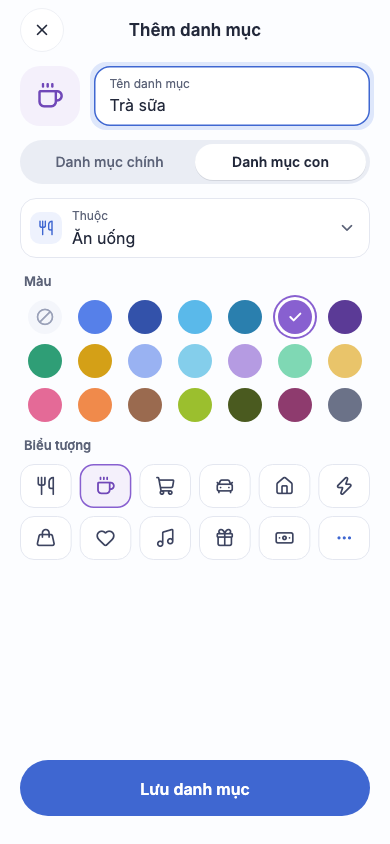 Thêm danh mục
Tên danh mục
Trà sữa
Danh mục chính
Danh mục con
Thuộc
Ăn uống
Màu
Biểu tượng
Lưu danh mục